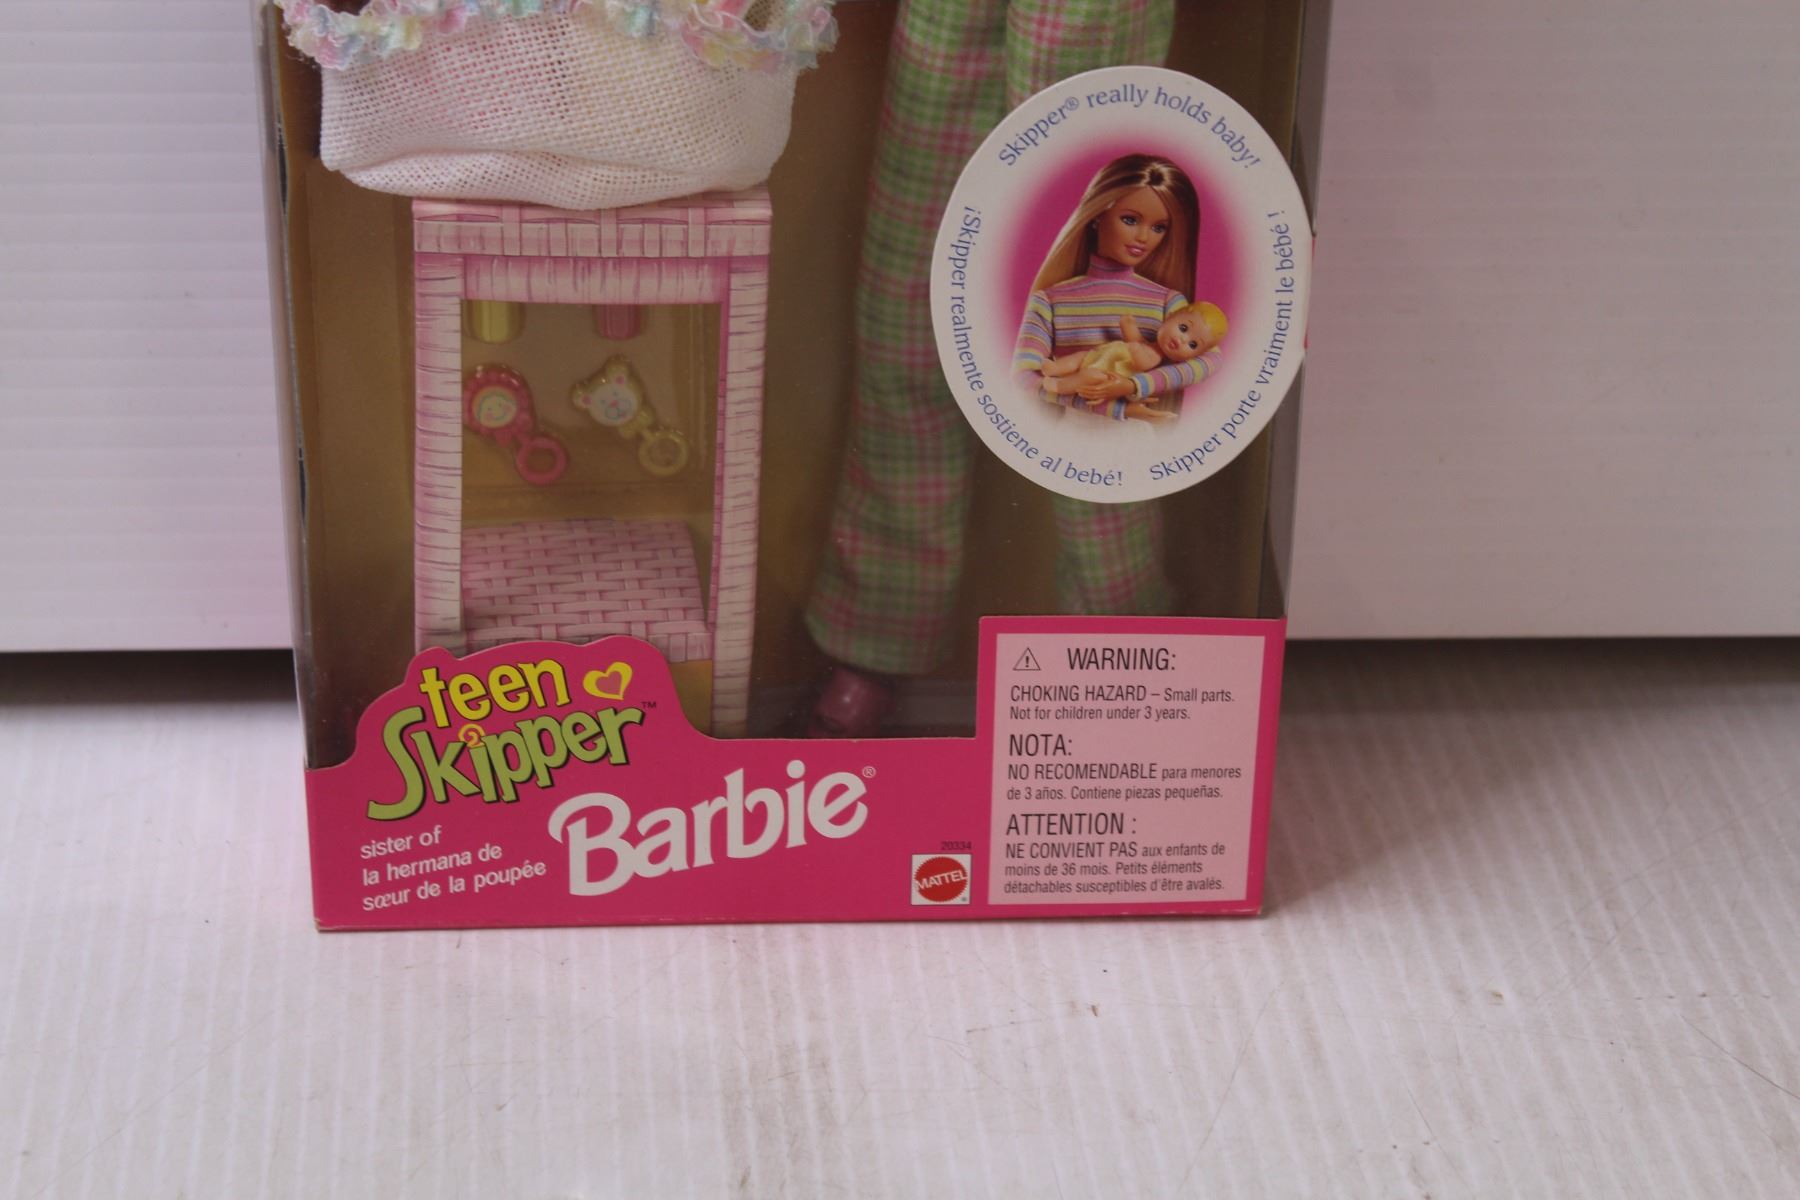 Skipper® really holds baby!
¡Skipper realmente sostiene al bebé!
Skipper porte vraiment le bébé !
teen
Skipper™
sister of
la hermana de
sœur de la poupée
Barbie®
20334
MATTEL
⚠ WARNING:
CHOKING HAZARD – Small parts.
Not for children under 3 years.
NOTA:
NO RECOMENDABLE para menores
de 3 años. Contiene piezas pequeñas.
ATTENTION :
NE CONVIENT PAS aux enfants de
moins de 36 mois. Petits éléments
détachables susceptibles d'être avalés.